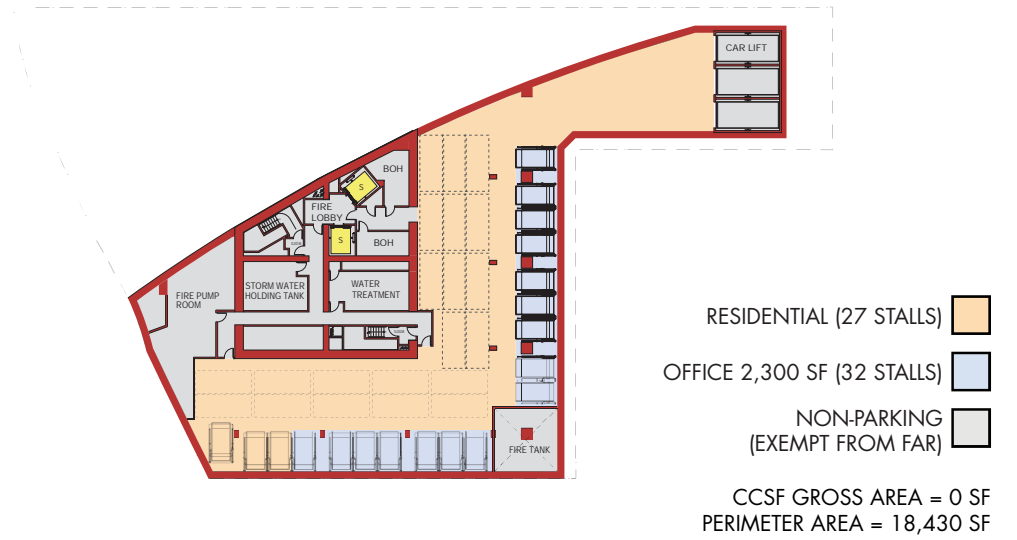 CAR LIFT
BOH
S
FIRE
LOBBY
S
BOH
STORM WATER
HOLDING TANK
WATER
TREATMENT
FIRE PUMP
ROOM
FIRE TANK
RESIDENTIAL (27 STALLS)
OFFICE 2,300 SF (32 STALLS)
NON-PARKING
(EXEMPT FROM FAR)
CCSF GROSS AREA = 0 SF
PERIMETER AREA = 18,430 SF